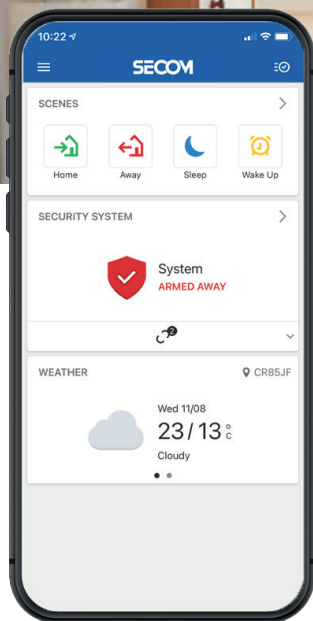 10:22
SECOM
SCENES
Home Away Sleep Wake Up
SECURITY SYSTEM
System
ARMED AWAY
2
WEATHER CR85JF
Wed 11/08
23/13 °C
Cloudy